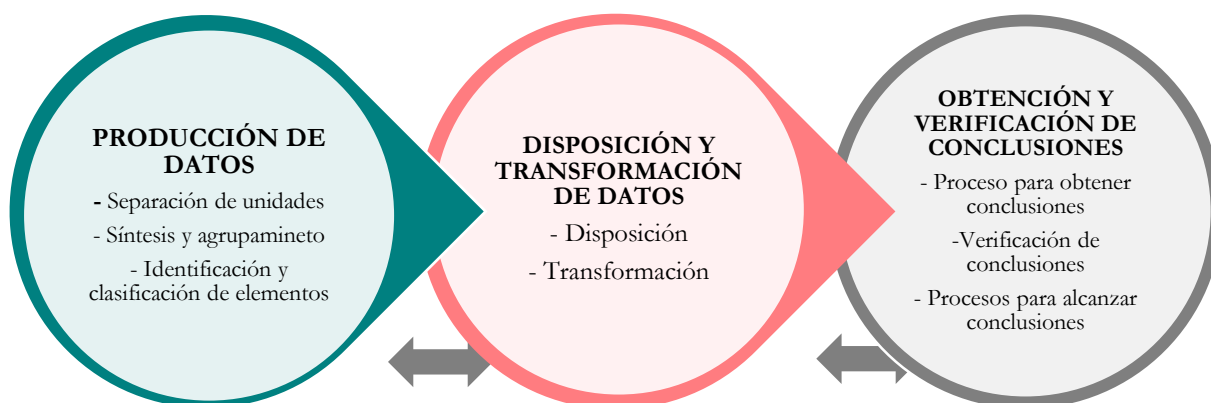 PRODUCCIÓN DE
DATOS
- Separación de unidades
- Síntesis y agrupamineto
- Identificación y
clasificación de elementos
DISPOSICIÓN Y
TRANSFORMACIÓN
DE DATOS
- Disposición
- Transformación
OBTENCIÓN Y
VERIFICACIÓN DE
CONCLUSIONES
- Proceso para obtener
conclusiones
-Verificación de
conclusiones
- Procesos para alcanzar
conclusiones